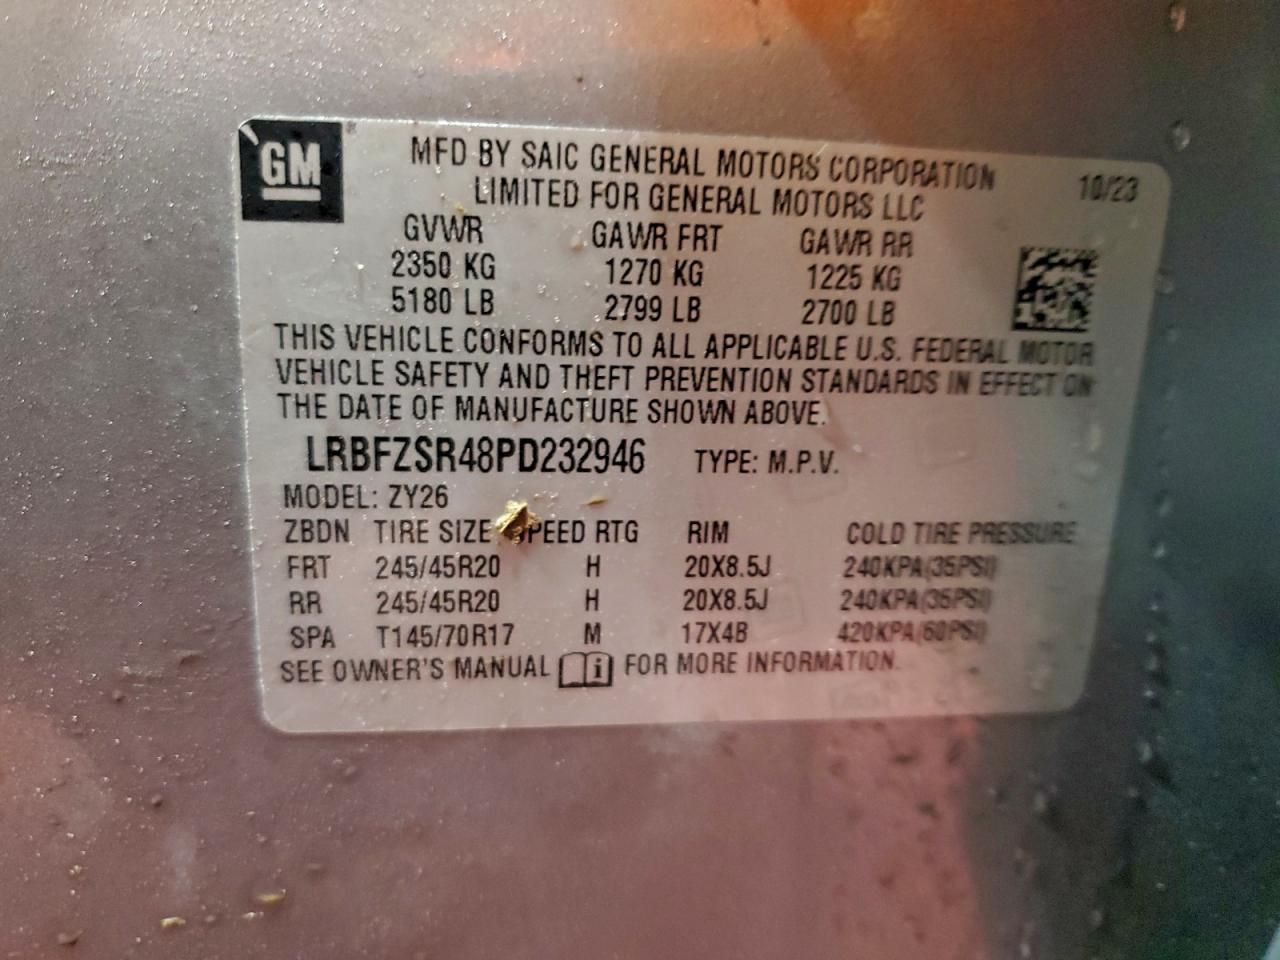 GM
MFD BY SAIC GENERAL MOTORS CORPORATION
LIMITED FOR GENERAL MOTORS LLC
10/23
GVWR GAWR FRT GAWR RR
2350 KG 1270 KG 1225 KG
5180 LB 2799 LB 2700 LB
THIS VEHICLE CONFORMS TO ALL APPLICABLE U.S. FEDERAL MOTOR
VEHICLE SAFETY AND THEFT PREVENTION STANDARDS IN EFFECT ON
THE DATE OF MANUFACTURE SHOWN ABOVE.
LRBFZSR48PD232946 TYPE: M.P.V.
MODEL: ZY26
ZBDN TIRE SIZE SPEED RTG RIM COLD TIRE PRESSURE
FRT 245/45R20 H 20X8.5J 240KPA(35PSI)
RR 245/45R20 H 20X8.5J 240KPA(35PSI)
SPA T145/70R17 M 17X4B 420KPA(60PSI)
SEE OWNER'S MANUAL i FOR MORE INFORMATION.